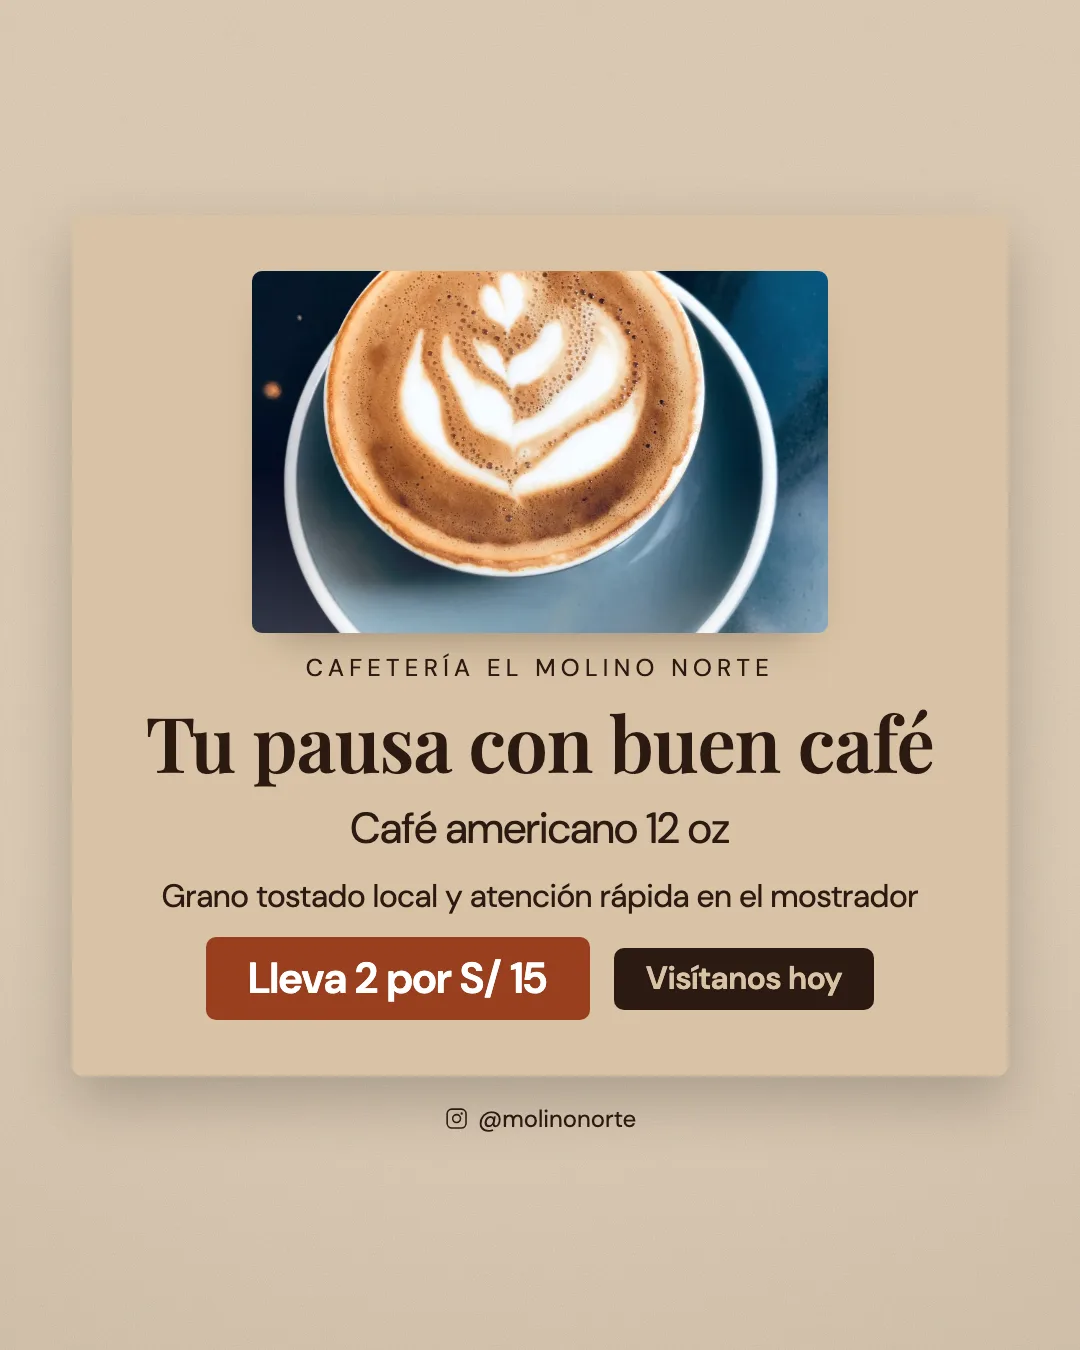 CAFETERÍA EL MOLINO NORTE
Tu pausa con buen café
Café americano 12 oz
Grano tostado local y atención rápida en el mostrador
Lleva 2 por S/ 15
Visítanos hoy
@molinonorte